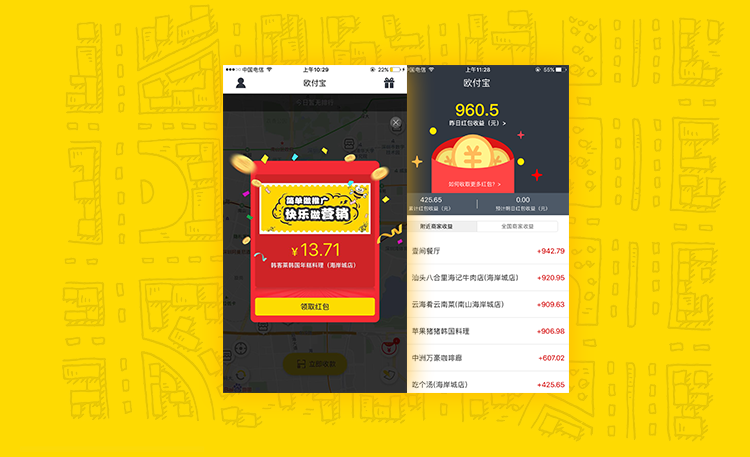 中国电信 上午10:29 22%
欧付宝
简单做推广
快乐做营销
¥13.71
韩客莱韩国年糕料理（海岸城店）
领取红包
立即收款
中国电信 上午11:28 55%
欧付宝
960.5
昨日红包收益（元）>
¥
如何收取更多红包？>
425.65
累计红包收益（元）
0.00
预计明日红包收益（元）
附近商家收益
全国商家收益
壹间餐厅 +942.79
汕头八合里海记牛肉店(海岸城店) +920.95
云海肴云南菜(南山海岸城店) +909.63
苹果猪猪韩国料理 +906.98
中洲万豪咖啡廊 +607.02
吃个汤(海岸城店) +425.65